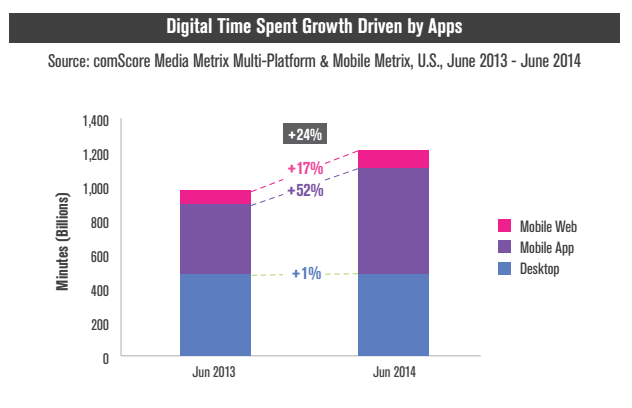 Digital Time Spent Growth Driven by Apps
Source: comScore Media Metrix Multi-Platform & Mobile Metrix, U.S., June 2013 - June 2014
Minutes (Billions)
1,400
1,200
1,000
800
600
400
200
0
+24%
+17%
+52%
+1%
Mobile Web
Mobile App
Desktop
Jun 2013
Jun 2014